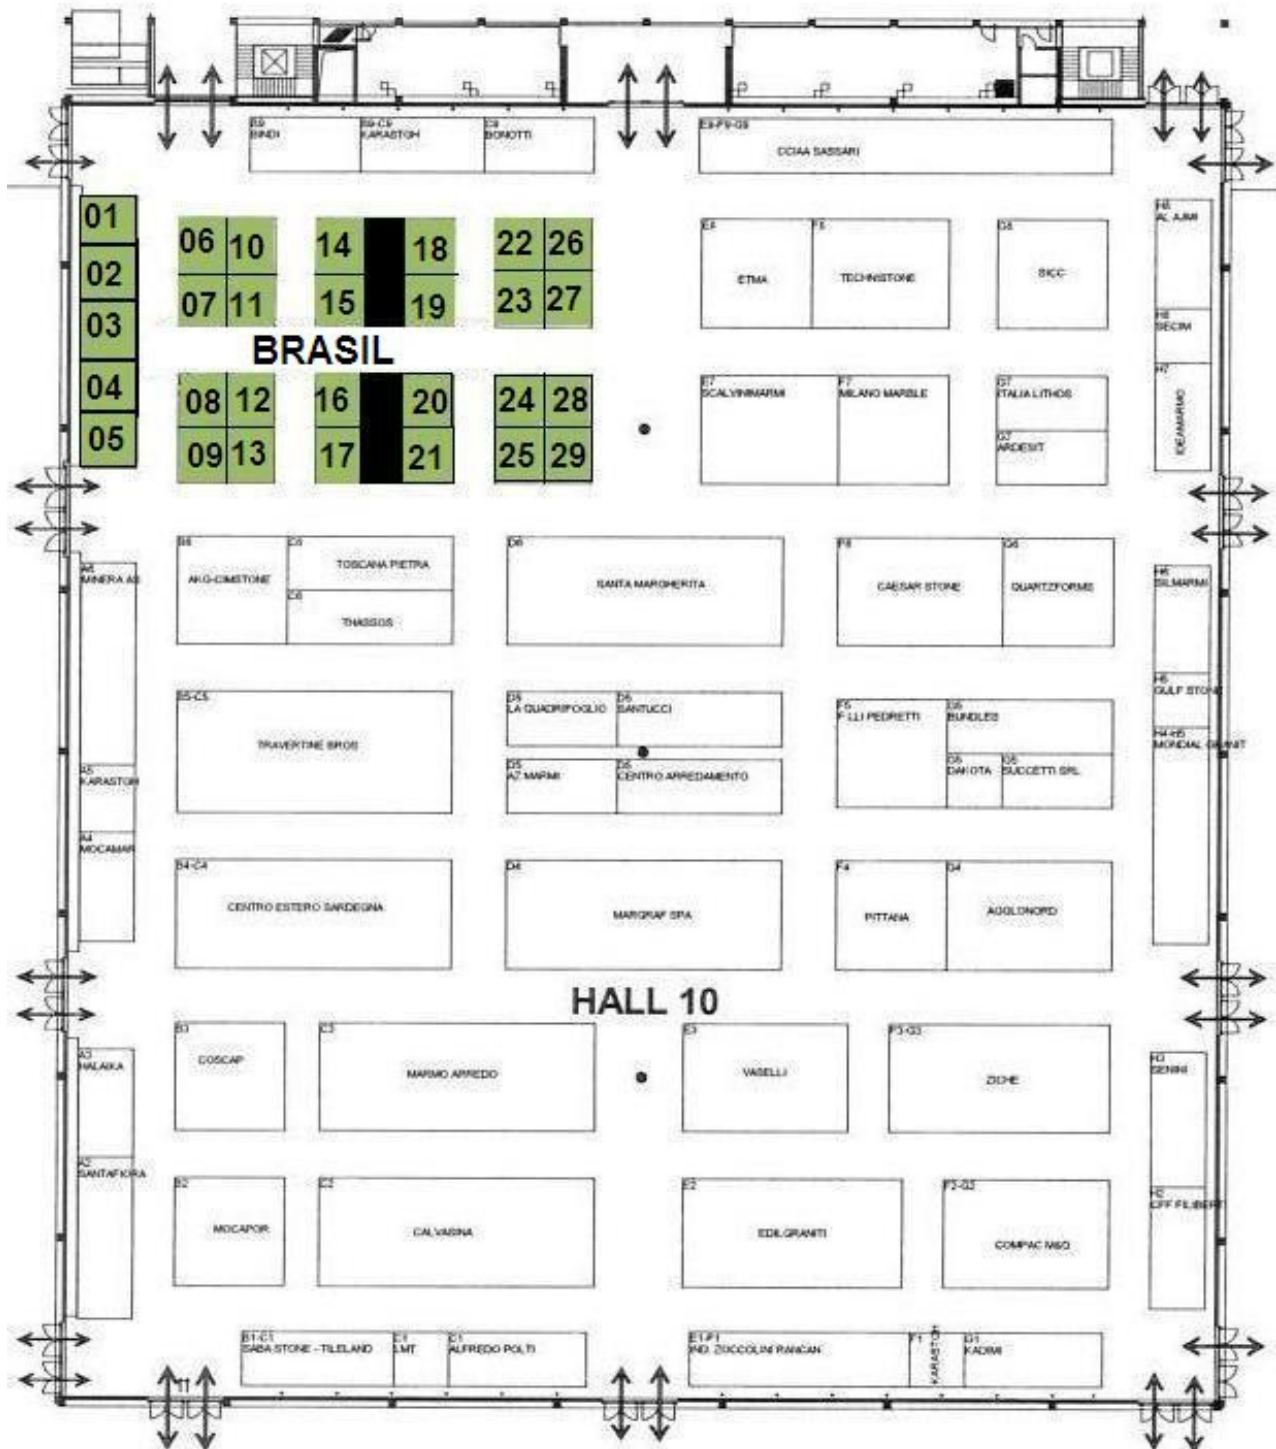 B9
BINDI
B9-C9
KARASTOH
C9
BONOTTI
E9-F9-G9
CCIAA SASSARI
01
02
03
04
05
06 10
07 11
14 18
15 19
22 26
23 27
BRASIL
08 12
09 13
16 20
17 21
24 28
25 29
E8
ETMA
F8
TECHNISTONE
G8
SICC
H8
AL AJMI
H8
SECIM
H7
IDEAMARMO
E7
SCALVINIMARMI
F7
MILANO MARBLE
G7
ITALIA LITHOS
G7
ARDESIT
A6
MINERA AS
B6
AKG-CIMSTONE
C6
TOSCANA PIETRA
C6
THASSOS
D6
SANTA MARGHERITA
F6
CAESAR STONE
G6
QUARTZFORMS
H6
SILMARMI
B5-C5
TRAVERTINE BROS
D5
LA QUADRIFOGLIO
D5
SANTUCCI
D5
AZ MARMI
D5
CENTRO ARREDAMENTO
F5
F.LLI PEDRETTI
G5
BUNDLES
G5
DAKOTA
G5
SUCCETTI SRL
H5
GULF STONE
H4-H5
MONDIAL GRANIT
A5
KARASTOH
A4
MOCAMAR
B4-C4
CENTRO ESTERO SARDEGNA
D4
MARGRAF SPA
F4
PITTANA
G4
AGGLONORD
HALL 10
A3
HALAIKA
B3
COSCAP
C3
MARMO ARREDO
E3
VASELLI
F3-G3
ZICHE
H3
SENINI
A2
SANTAFIORA
B2
MOCAPOR
C2
CALVASINA
E2
EDILGRANITI
F2-G2
COMPAC M&Q
H2
OFF FILIBERT
B1-C1
SABA STONE - TILELAND
C1
LMT
C1
ALFREDO POLTI
E1-F1
IND. ZOCCOLINI RANCAN
F1
KARASTOH
G1
KADIMI